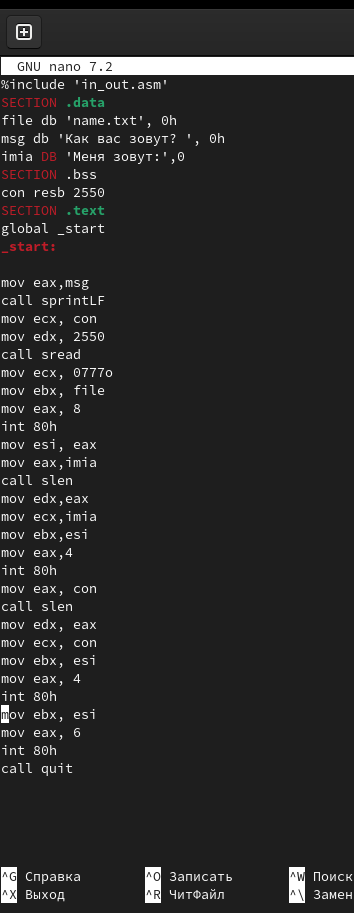 GNU nano 7.2
%include 'in_out.asm'
SECTION .data
file db 'name.txt', 0h
msg db 'Как вас зовут? ', 0h
imia DB 'Меня зовут:',0
SECTION .bss
con resb 2550
SECTION .text
global _start
_start:
mov eax,msg
call sprintLF
mov ecx, con
mov edx, 2550
call sread
mov ecx, 0777o
mov ebx, file
mov eax, 8
int 80h
mov esi, eax
mov eax,imia
call slen
mov edx,eax
mov ecx,imia
mov ebx,esi
mov eax,4
int 80h
mov eax, con
call slen
mov edx, eax
mov ecx, con
mov ebx, esi
mov eax, 4
int 80h
mov ebx, esi
mov eax, 6
int 80h
call quit
^G Справка ^O Записать ^W Поиск
^X Выход ^R ЧитФайл ^\ Замен